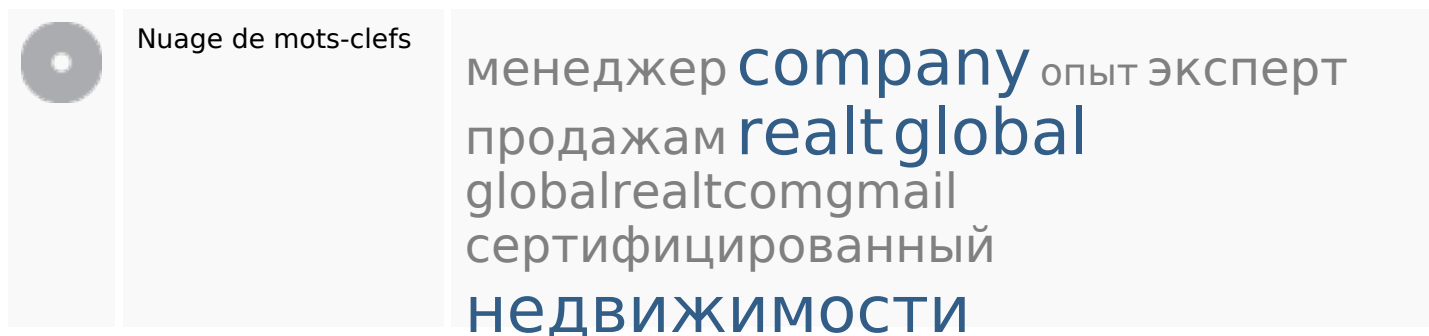 Nuage de mots-clefs
менеджер company опыт эксперт
продажам realt global
globalrealtcomgmail
сертифицированный
недвижимости